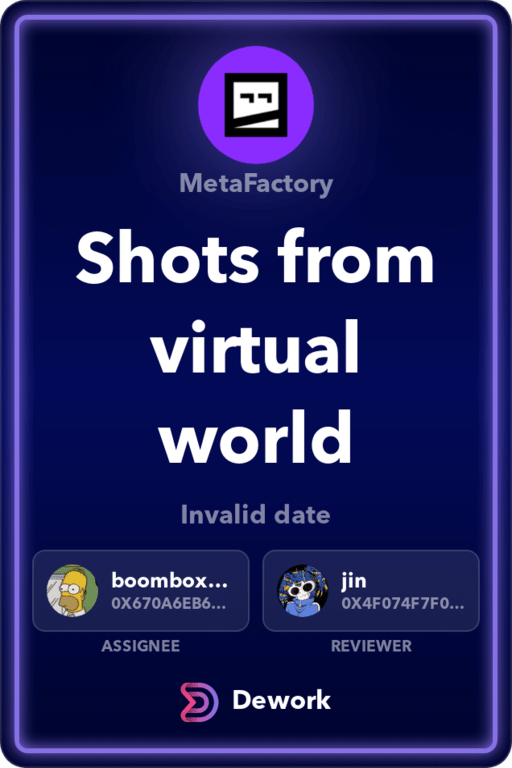 MetaFactory
Shots from
virtual
world
Invalid date
boombox...
0X670A6EB6...
ASSIGNEE
jin
0X4F074F7F0...
REVIEWER
Dework